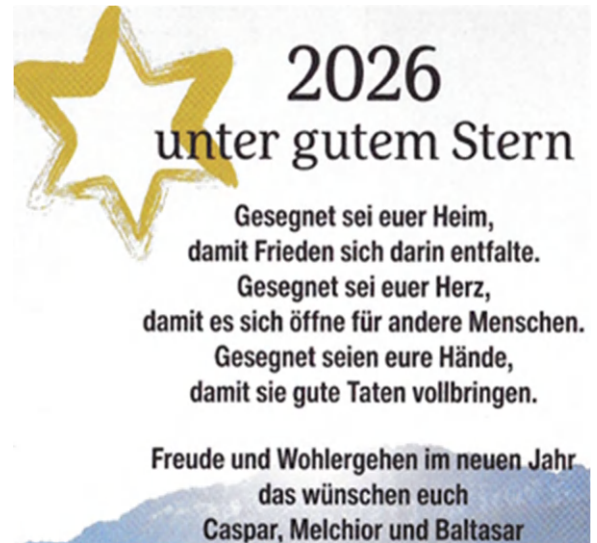 2026
unter gutem Stern
Gesegnet sei euer Heim,
damit Frieden sich darin entfalte.
Gesegnet sei euer Herz,
damit es sich öffne für andere Menschen.
Gesegnet seien eure Hände,
damit sie gute Taten vollbringen.
Freude und Wohlergehen im neuen Jahr
das wünschen euch
Caspar, Melchior und Baltasar